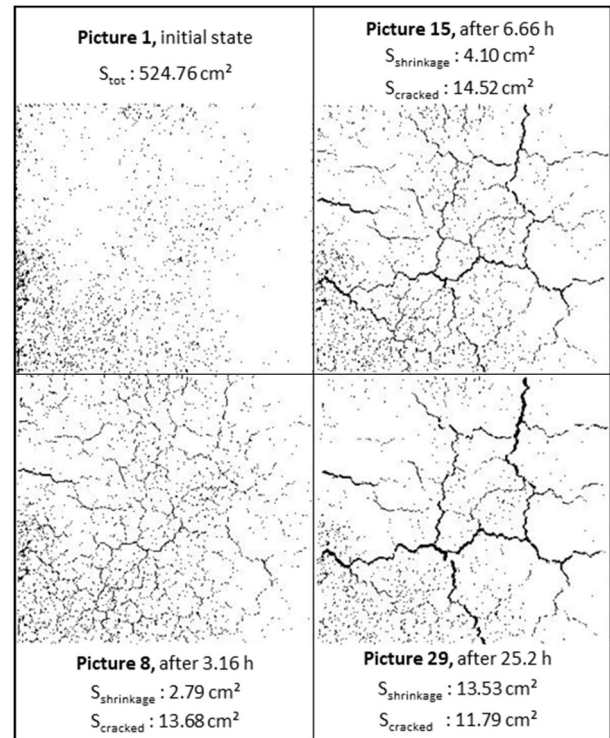 Picture 1, initial state
S_tot : 524.76 cm²
Picture 15, after 6.66 h
S_shrinkage : 4.10 cm²
S_cracked : 14.52 cm²
Picture 8, after 3.16 h
S_shrinkage : 2.79 cm²
S_cracked : 13.68 cm²
Picture 29, after 25.2 h
S_shrinkage : 13.53 cm²
S_cracked : 11.79 cm²